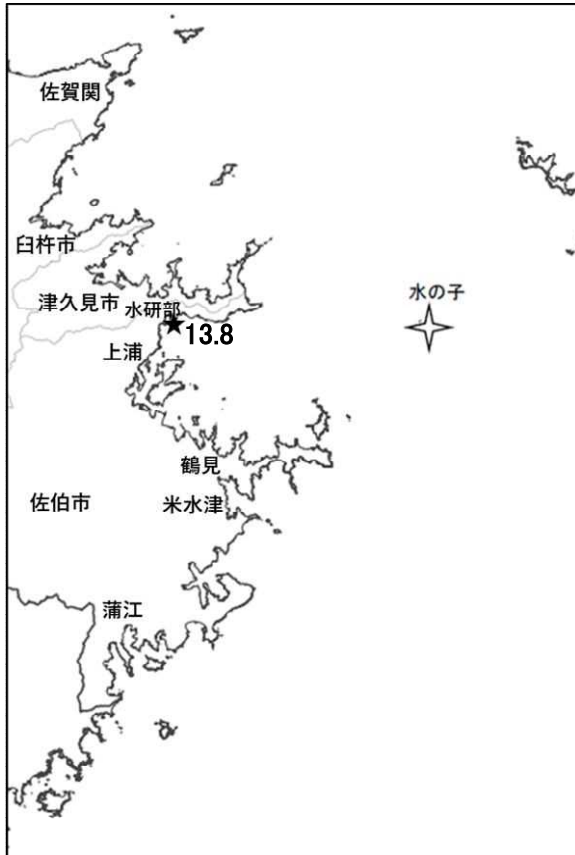 佐賀関
臼杵市
水の子
津久見市
水研部
★13.8
上浦
鶴見
佐伯市
米水津
蒲江